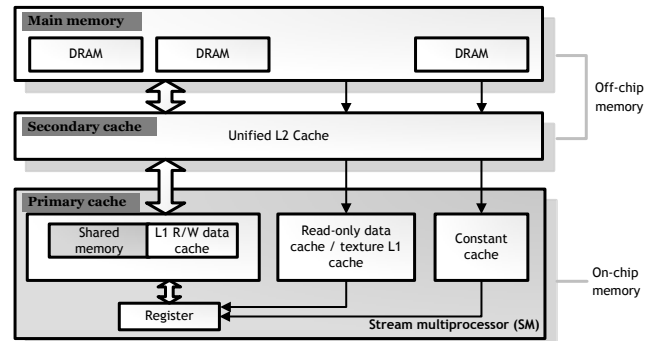 Main memory
DRAM
DRAM
DRAM
Off-chip
memory
Secondary cache
Unified L2 Cache
Primary cache
Shared
memory
L1 R/W data
cache
Read-only data
cache / texture L1
cache
Constant
cache
On-chip
memory
Register
Stream multiprocessor (SM)